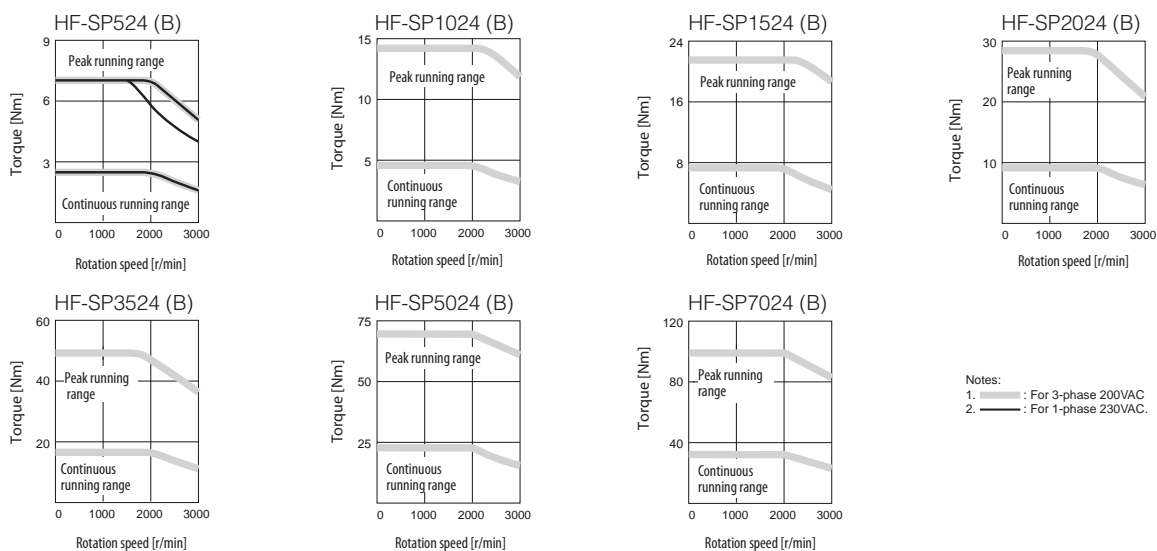 HF-SP524 (B)
9
6
3
Torque [Nm]
Peak running range
Continuous running range
0 1000 2000 3000
Rotation speed [r/min]
HF-SP1024 (B)
15
10
5
Torque [Nm]
Peak running range
Continuous
running range
0 1000 2000 3000
Rotation speed [r/min]
HF-SP1524 (B)
24
16
8
Torque [Nm]
Peak running range
Continuous
running range
0 1000 2000 3000
Rotation speed [r/min]
HF-SP2024 (B)
30
20
10
Torque [Nm]
Peak running
range
Continuous
running range
0 1000 2000 3000
Rotation speed [r/min]
HF-SP3524 (B)
60
40
20
Torque [Nm]
Peak running
range
Continuous
running range
0 1000 2000 3000
Rotation speed [r/min]
HF-SP5024 (B)
75
50
25
Torque [Nm]
Peak running range
Continuous
running range
0 1000 2000 3000
Rotation speed [r/min]
HF-SP7024 (B)
120
80
40
Torque [Nm]
Peak running
range
Continuous
running range
0 1000 2000 3000
Rotation speed [r/min]
Notes:
1. : For 3-phase 200VAC
2. : For 1-phase 230VAC.